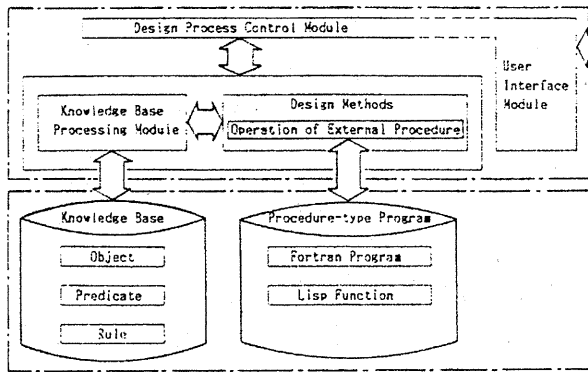 Design Process Control Module
User
Interface
Module
Knowledge Base
Processing Module
Design Methods
Operation of External Procedure
Knowledge Base
Object
Predicate
Rule
Procedure-type Program
Fortran Program
Lisp Function